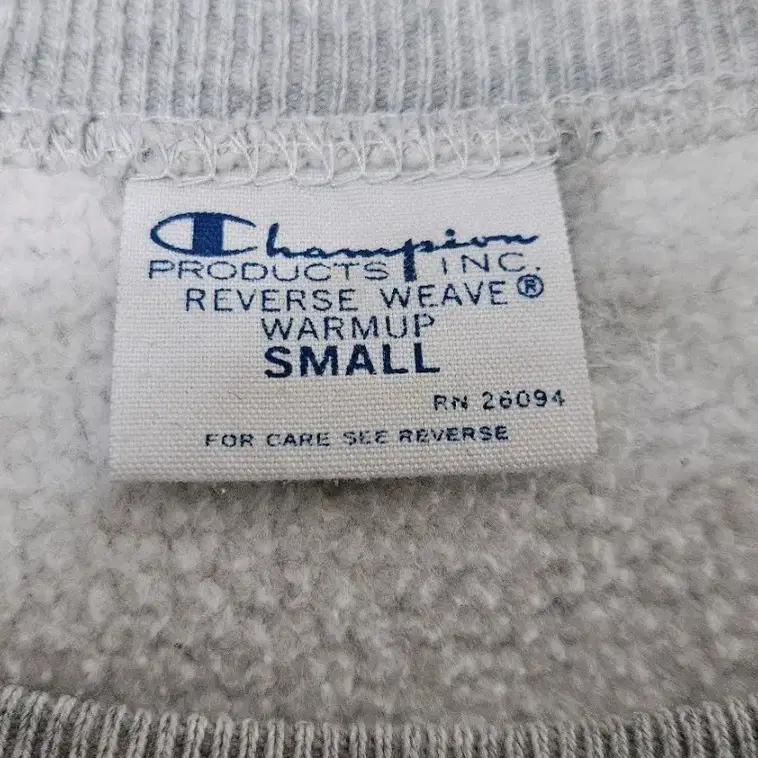 Champion
PRODUCTS INC.
REVERSE WEAVE®
WARMUP
SMALL
RN 26094
FOR CARE SEE REVERSE